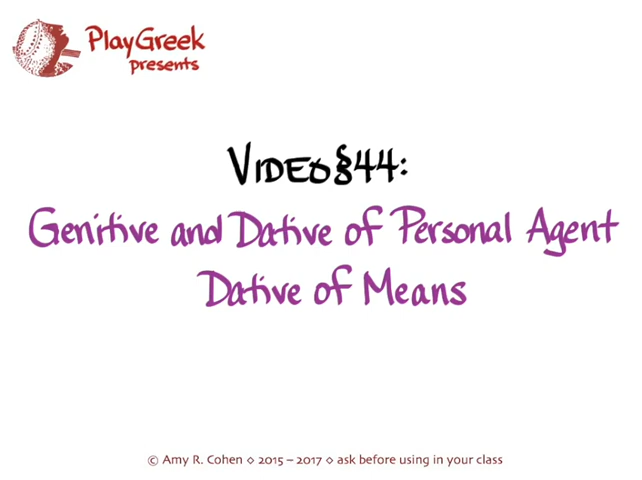 PlayGreek
presents
VIDEO §44:
Genitive and Dative of Personal Agent
Dative of Means
© Amy R. Cohen ◇ 2015 – 2017 ◇ ask before using in your class